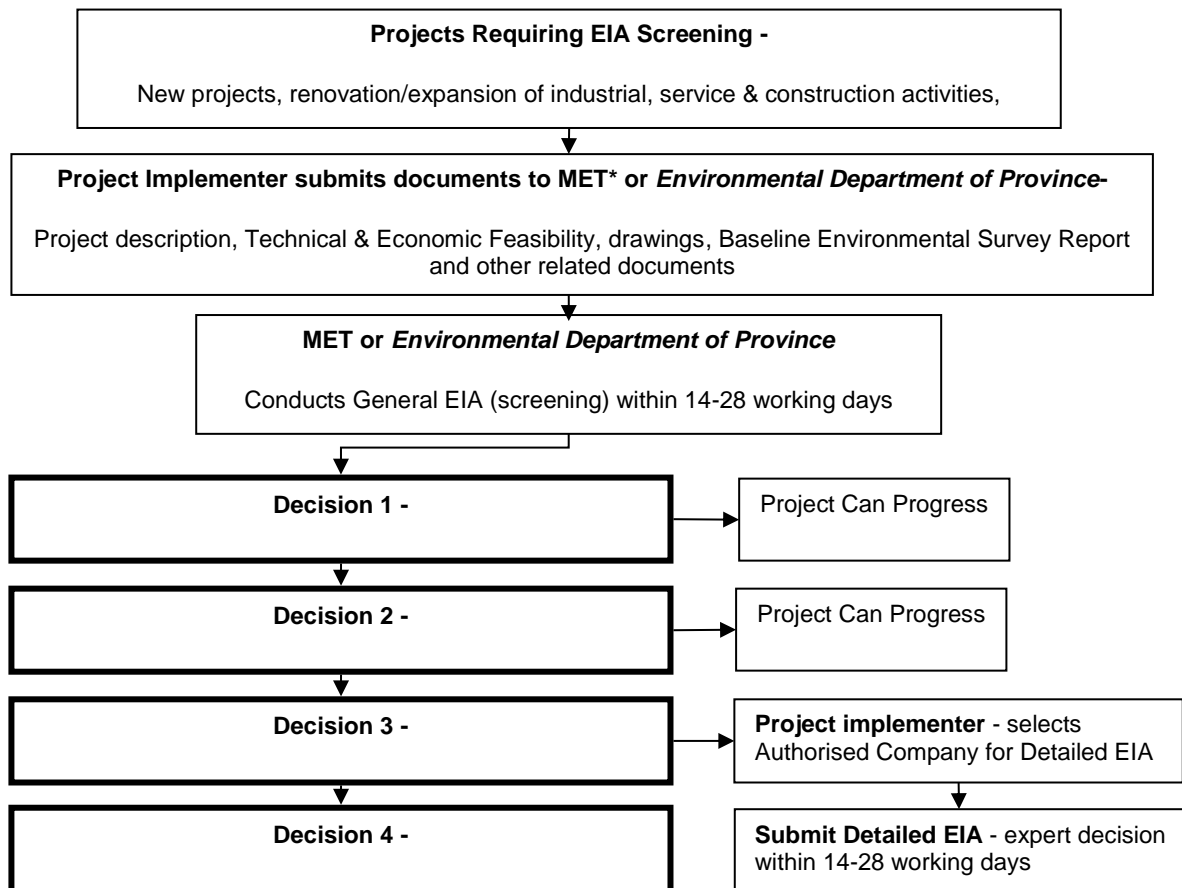 Projects Requiring EIA Screening -
New projects, renovation/expansion of industrial, service & construction activities,
Project Implementer submits documents to MET* or Environmental Department of Province-
Project description, Technical & Economic Feasibility, drawings, Baseline Environmental Survey Report
and other related documents
MET or Environmental Department of Province
Conducts General EIA (screening) within 14-28 working days
Decision 1 -
Project Can Progress
Decision 2 -
Project Can Progress
Decision 3 -
Project implementer - selects
Authorised Company for Detailed EIA
Decision 4 -
Submit Detailed EIA - expert decision
within 14-28 working days